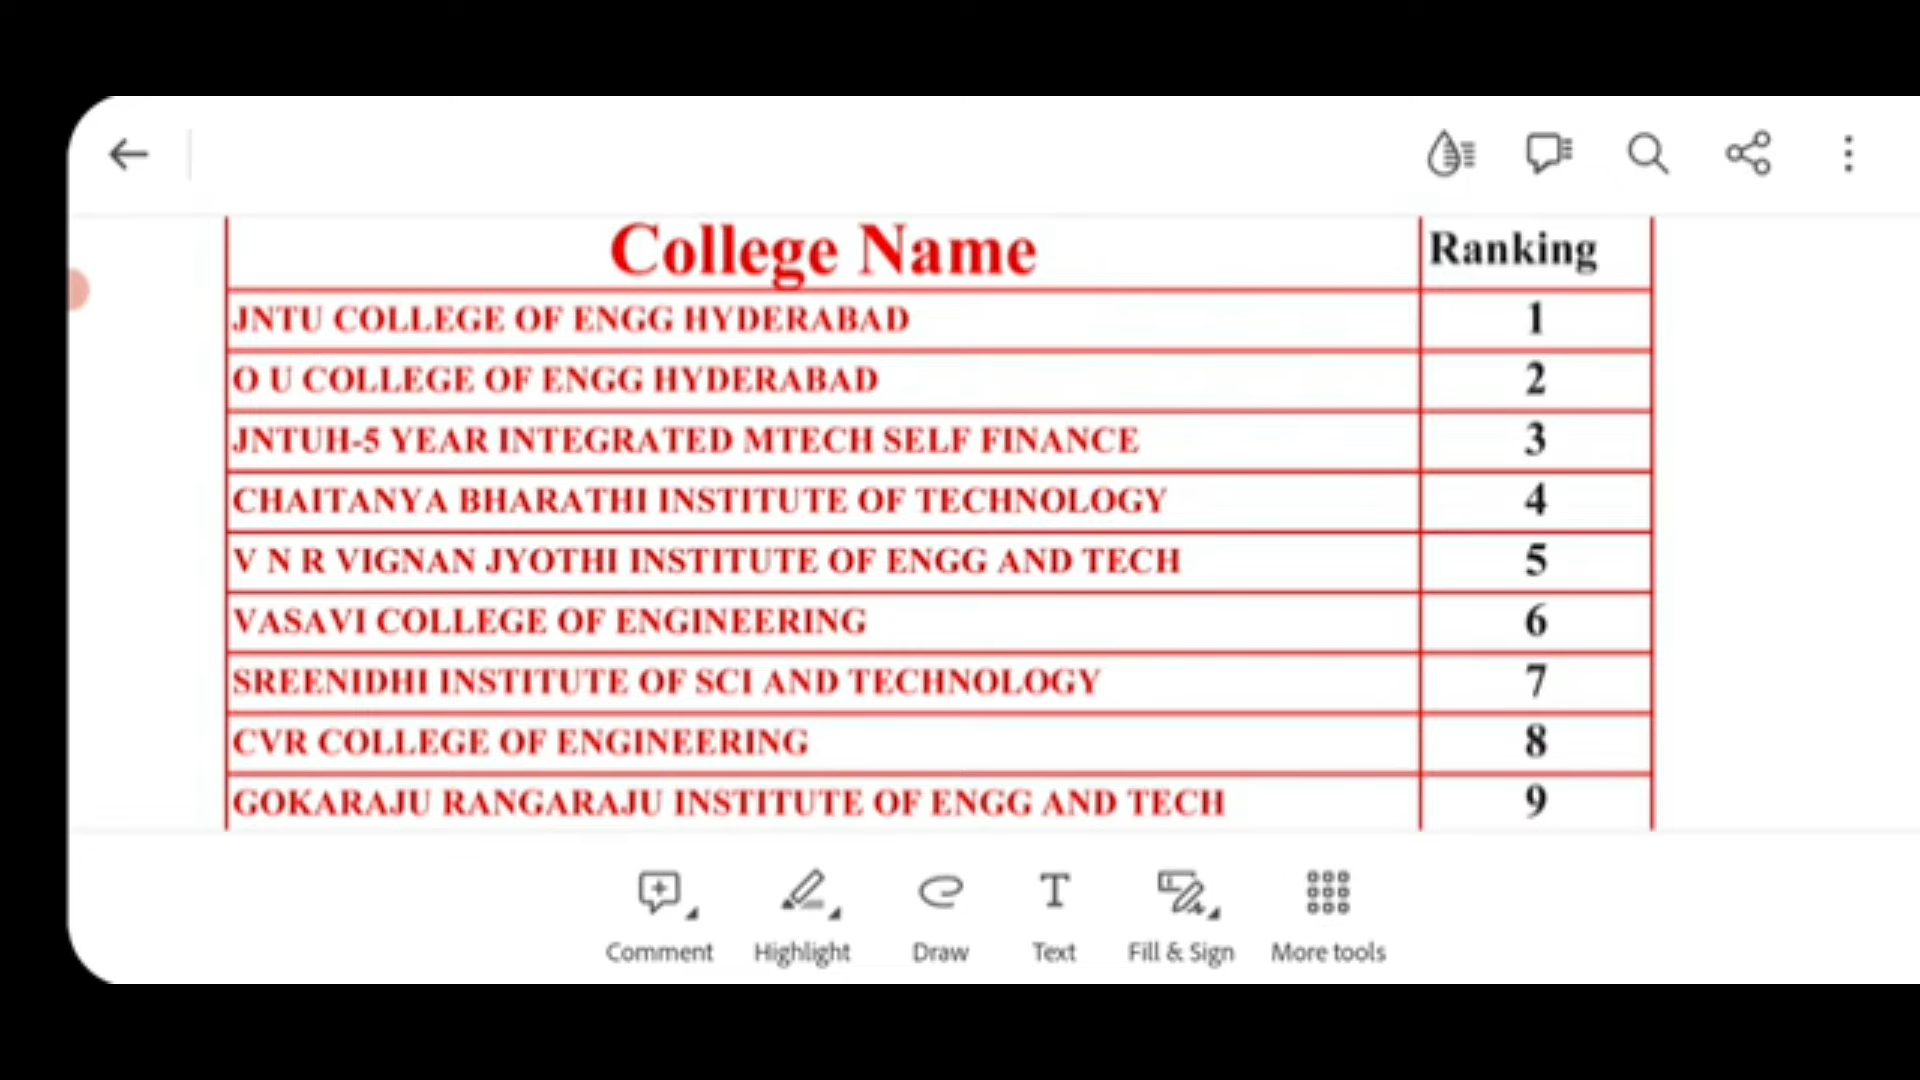 College Name Ranking
JNTU COLLEGE OF ENGG HYDERABAD 1
O U COLLEGE OF ENGG HYDERABAD 2
JNTUH-5 YEAR INTEGRATED MTECH SELF FINANCE 3
CHAITANYA BHARATHI INSTITUTE OF TECHNOLOGY 4
V N R VIGNAN JYOTHI INSTITUTE OF ENGG AND TECH 5
VASAVI COLLEGE OF ENGINEERING 6
SREENIDHI INSTITUTE OF SCI AND TECHNOLOGY 7
CVR COLLEGE OF ENGINEERING 8
GOKARAJU RANGARAJU INSTITUTE OF ENGG AND TECH 9
Comment Highlight Draw Text Fill & Sign More tools